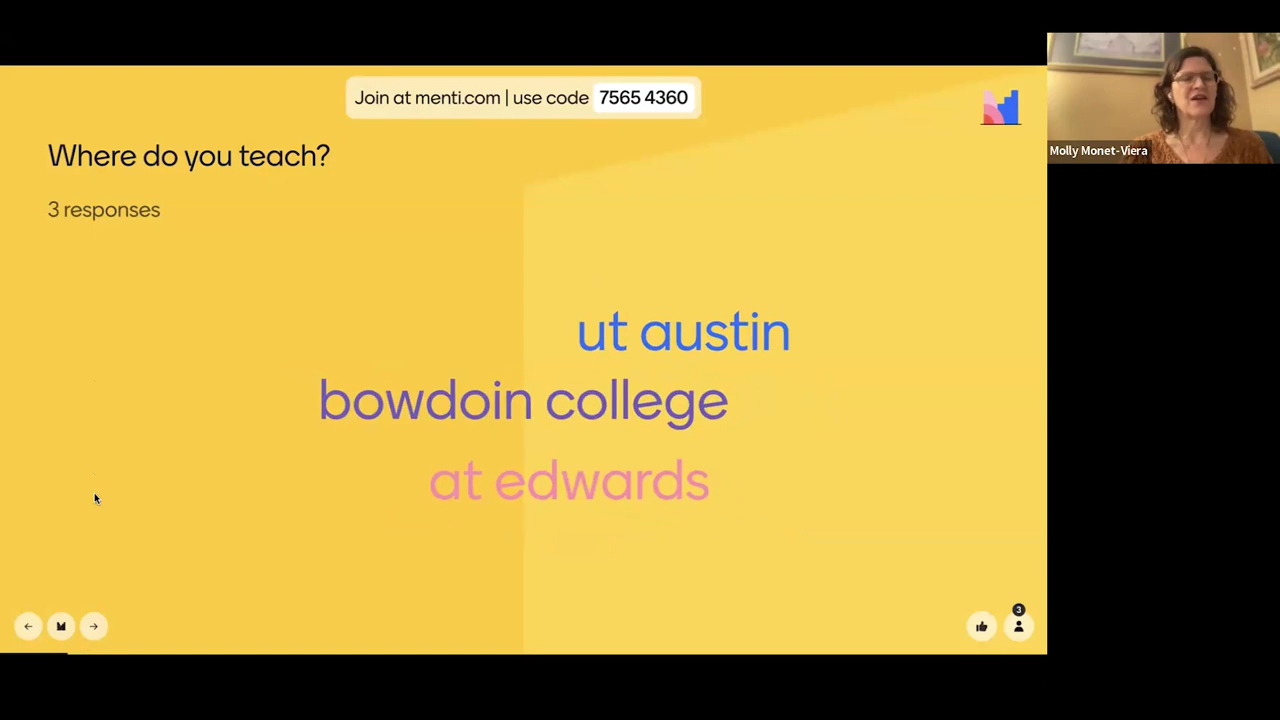 Join at menti.com | use code 7565 4360
Molly Monet-Viera
Where do you teach?
3 responses
ut austin
bowdoin college
at edwards
3